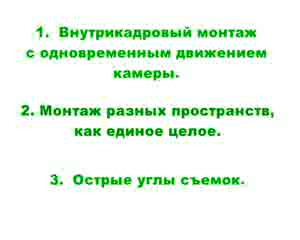 1. Внутрикадровый монтаж
с одновременным движением
камеры.
2. Монтаж разных пространств,
как единое целое.
3. Острые углы съемок.